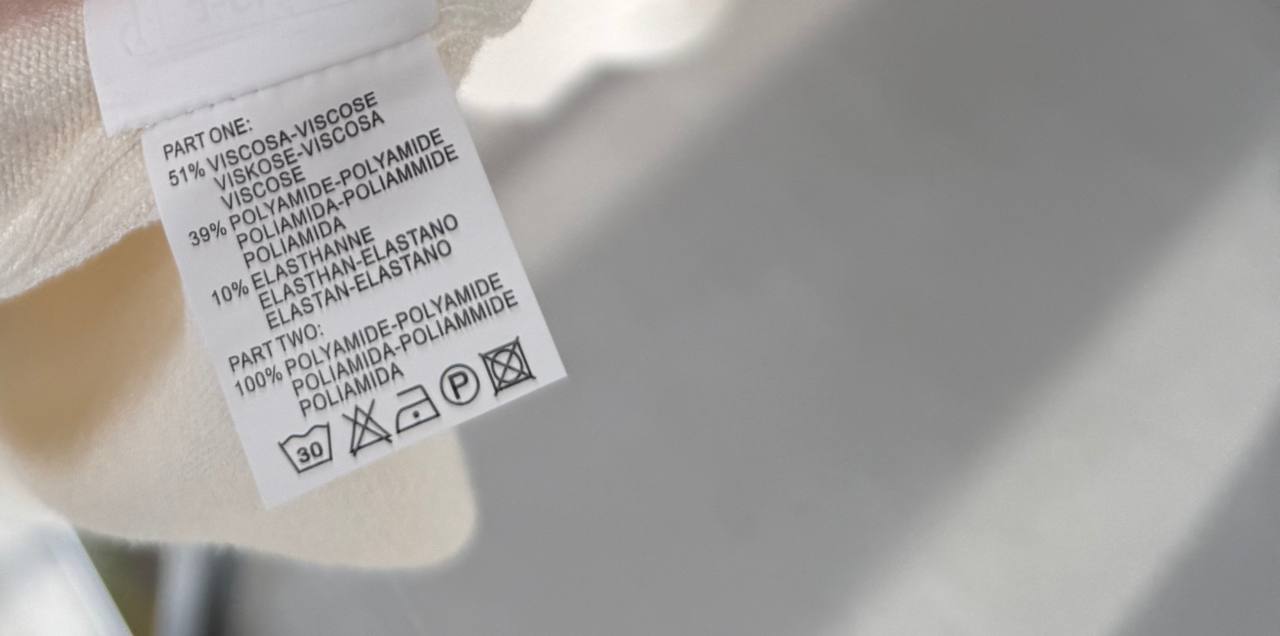 PART ONE:
51% VISCOSA-VISCOSE
VISKOSE-VISCOSA
VISCOSE
39% POLYAMIDE-POLYAMIDE
POLIAMIDA-POLIAMMIDE
POLIAMIDA
10% ELASTHANNE
ELASTHAN-ELASTANO
ELASTAN-ELASTANO
PART TWO:
100% POLYAMIDE-POLYAMIDE
POLIAMIDA-POLIAMMIDE
POLIAMIDA
30 P